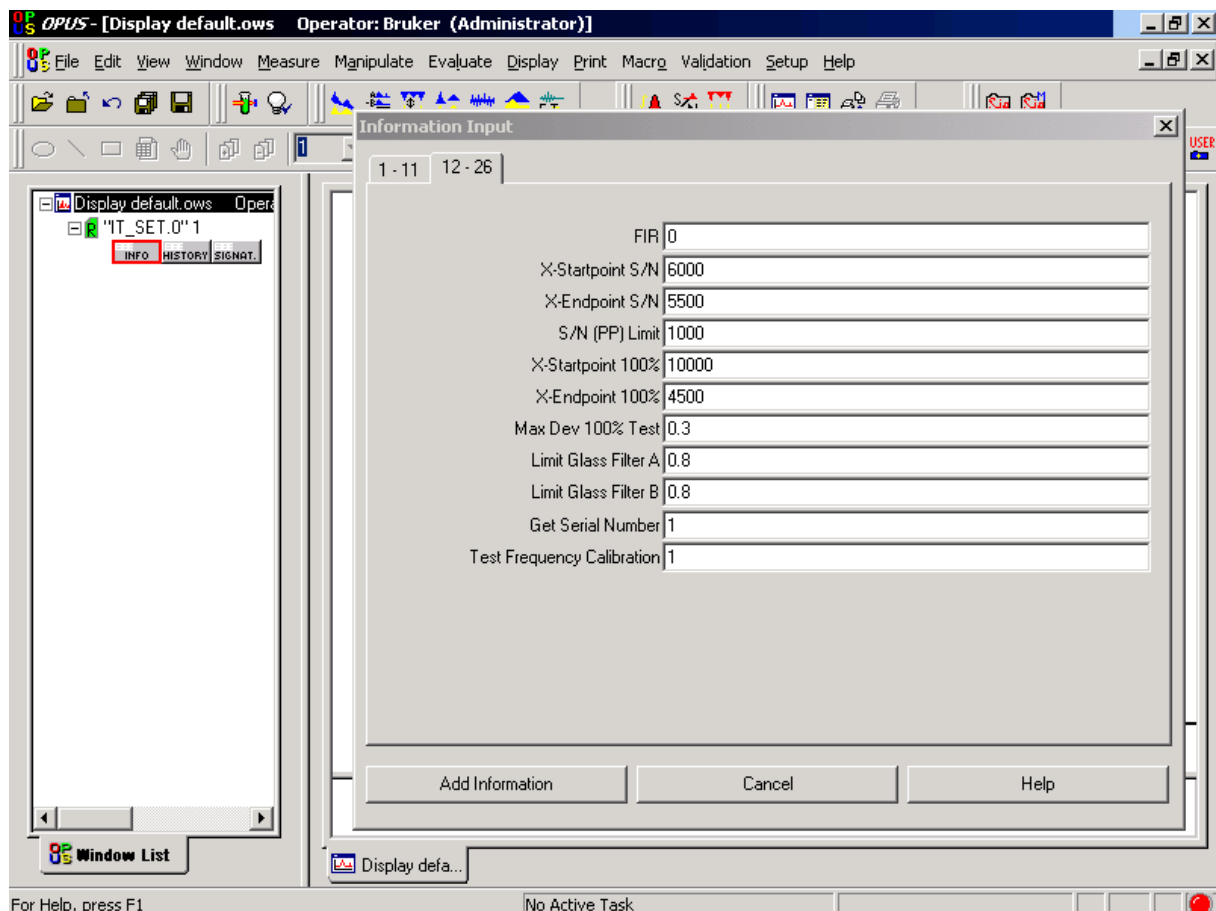 OPUS - [Display default.ows Operator: Bruker (Administrator)]
File Edit View Window Measure Manipulate Evaluate Display Print Macro Validation Setup Help
1
USER
Information Input
1 - 11 12 - 26
Display default.ows Opera
R "IT_SET.0" 1
INFO HISTORY SIGNAT.
FIR 0
X-Startpoint S/N 6000
X-Endpoint S/N 5500
S/N (PP) Limit 1000
X-Startpoint 100% 10000
X-Endpoint 100% 4500
Max Dev 100% Test 0.3
Limit Glass Filter A 0.8
Limit Glass Filter B 0.8
Get Serial Number 1
Test Frequency Calibration 1
Add Information Cancel Help
Window List
Display defa...
For Help, press F1 No Active Task